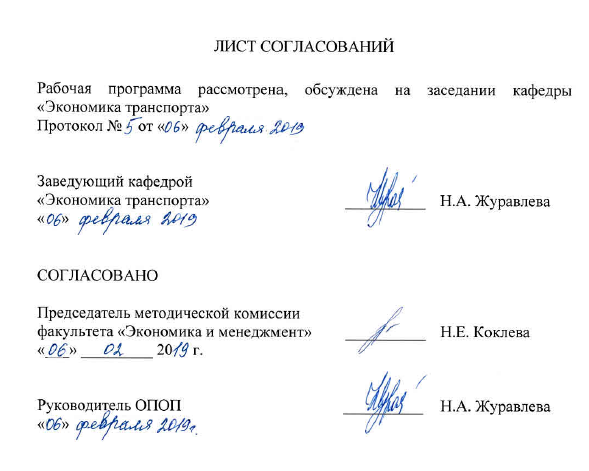 ЛИСТ СОГЛАСОВАНИЙ
Рабочая программа рассмотрена, обсуждена на заседании кафедры
«Экономика транспорта»
Протокол № 5 от «06» февраля 2019
Заведующий кафедрой
«Экономика транспорта» Н.А. Журавлева
«06» февраля 2019
СОГЛАСОВАНО
Председатель методической комиссии
факультета «Экономика и менеджмент» Н.Е. Коклева
«06» 02 2019 г.
Руководитель ОПОП Н.А. Журавлева
«06» февраля 2019г.